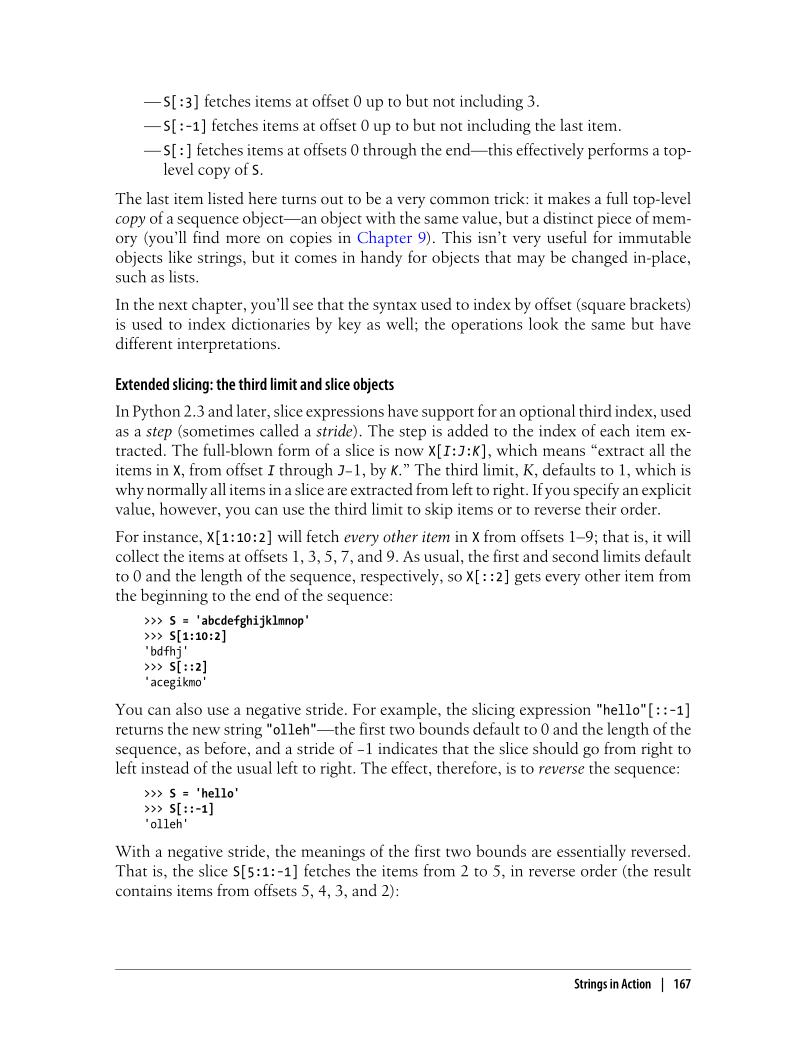 —S[:3] fetches items at offset 0 up to but not including 3.
—S[:-1] fetches items at offset 0 up to but not including the last item.
—S[:] fetches items at offsets 0 through the end—this effectively performs a top-
level copy of S.
The last item listed here turns out to be a very common trick: it makes a full top-level
copy of a sequence object—an object with the same value, but a distinct piece of mem-
ory (you’ll find more on copies in Chapter 9). This isn’t very useful for immutable
objects like strings, but it comes in handy for objects that may be changed in-place,
such as lists.
In the next chapter, you’ll see that the syntax used to index by offset (square brackets)
is used to index dictionaries by key as well; the operations look the same but have
different interpretations.
Extended slicing: the third limit and slice objects
In Python 2.3 and later, slice expressions have support for an optional third index, used
as a step (sometimes called a stride). The step is added to the index of each item ex-
tracted. The full-blown form of a slice is now X[I:J:K], which means “extract all the
items in X, from offset I through J−1, by K.” The third limit, K, defaults to 1, which is
why normally all items in a slice are extracted from left to right. If you specify an explicit
value, however, you can use the third limit to skip items or to reverse their order.
For instance, X[1:10:2] will fetch every other item in X from offsets 1–9; that is, it will
collect the items at offsets 1, 3, 5, 7, and 9. As usual, the first and second limits default
to 0 and the length of the sequence, respectively, so X[::2] gets every other item from
the beginning to the end of the sequence:
>>> S = 'abcdefghijklmnop'
>>> S[1:10:2]
'bdfhj'
>>> S[::2]
'acegikmo'
You can also use a negative stride. For example, the slicing expression "hello"[::-1]
returns the new string "olleh"—the first two bounds default to 0 and the length of the
sequence, as before, and a stride of −1 indicates that the slice should go from right to
left instead of the usual left to right. The effect, therefore, is to reverse the sequence:
>>> S = 'hello'
>>> S[::-1]
'olleh'
With a negative stride, the meanings of the first two bounds are essentially reversed.
That is, the slice S[5:1:-1] fetches the items from 2 to 5, in reverse order (the result
contains items from offsets 5, 4, 3, and 2):
Strings in Action | 167